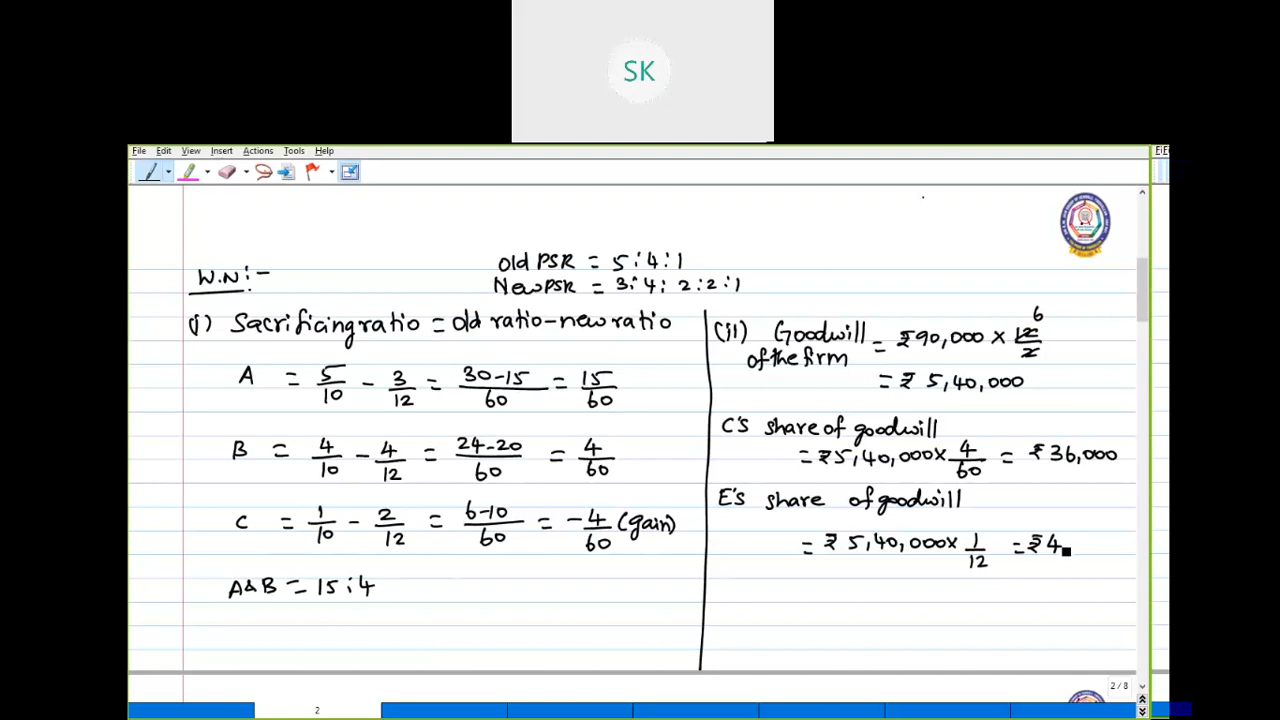 SK
File Edit View Insert Actions Tools Help
W.N:-
Old PSR = 5:4:1
New PSR = 3:4:2:2:1
(i) Sacrificing ratio = old ratio-new ratio
A = 5/10 - 3/12 = 30-15/60 = 15/60
B = 4/10 - 4/12 = 24-20/60 = 4/60
C = 1/10 - 2/12 = 6-10/60 = -4/60 (gain)
A&B = 15:4
(ii) Goodwill of the firm = ₹90,000 × 12/2 6
= ₹ 5,40,000
C's share of goodwill
= ₹5,40,000× 4/60 = ₹36,000
E's share of goodwill
= ₹ 5,40,000× 1/12 = ₹4
2 / 8
2